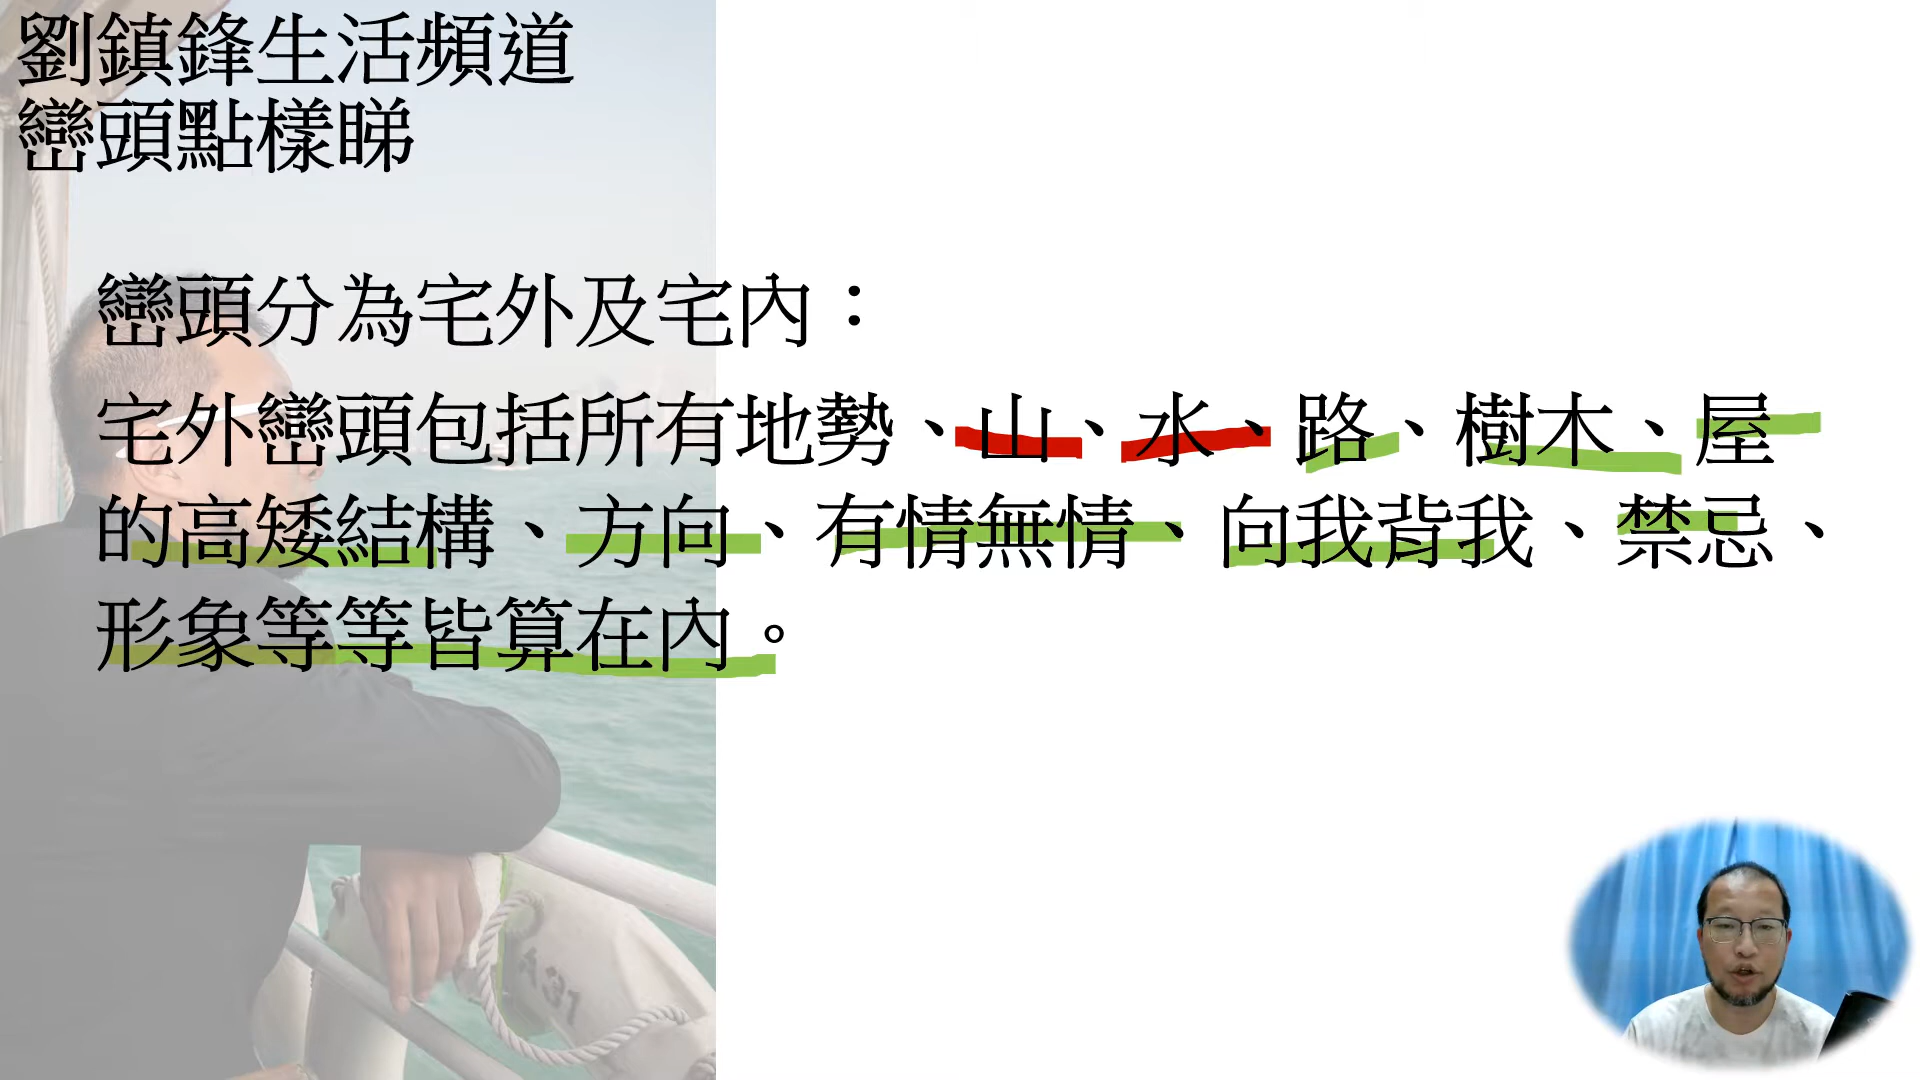 劉鎮鋒生活頻道
巒頭點樣睇
巒頭分為宅外及宅內：
宅外巒頭包括所有地勢、山、水、路、樹木、屋
的高矮結構、方向、有情無情、向我背我、禁忌、
形象等等皆算在內。
A31